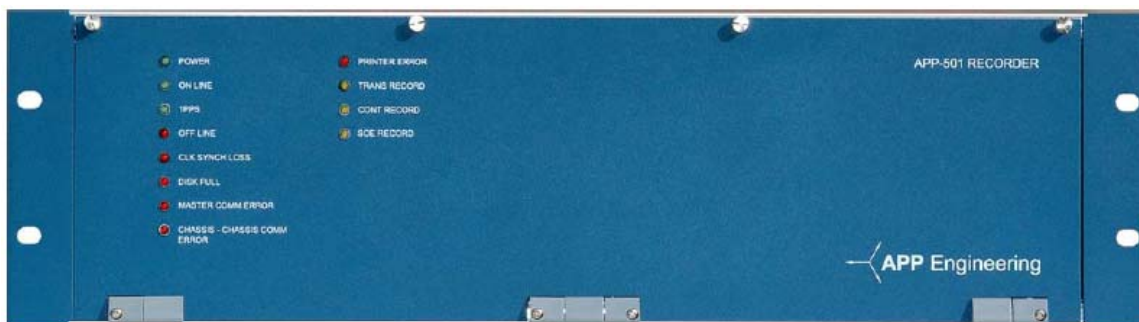 POWER
ON LINE
1PPS
OFF LINE
CLK SYNCH LOSS
DISK FULL
MASTER COMM ERROR
CHASSIS - CHASSIS COMM
ERROR
PRINTER ERROR
TRANS RECORD
CONT RECORD
SOE RECORD
APP-501 RECORDER
APP Engineering